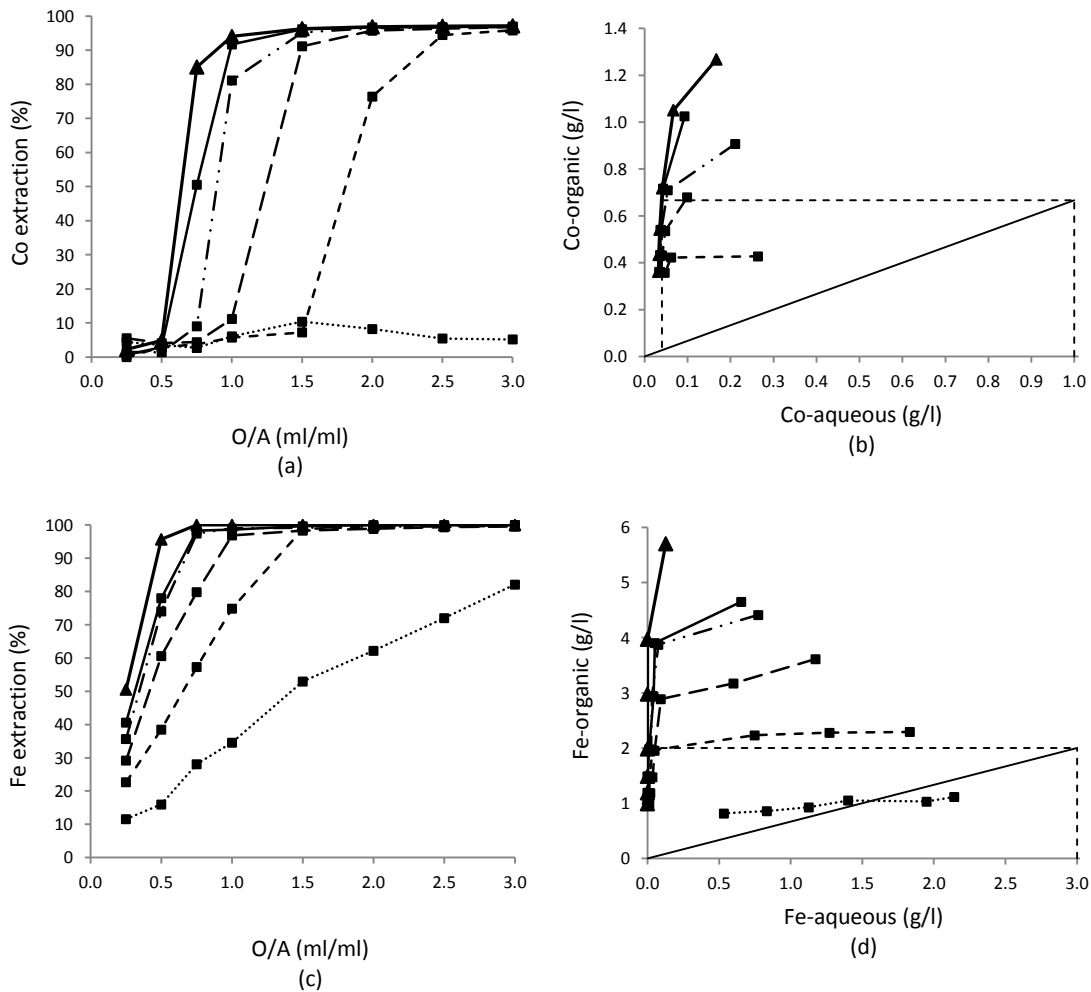 100
90
80
70
60
50
40
30
20
10
0
Co extraction (%)
0.0 0.5 1.0 1.5 2.0 2.5 3.0
O/A (ml/ml)
(a)
1.4
1.2
1.0
0.8
0.6
0.4
0.2
0.0
Co-organic (g/l)
0.0 0.1 0.2 0.3 0.4 0.5 0.6 0.7 0.8 0.9 1.0
Co-aqueous (g/l)
(b)
100
90
80
70
60
50
40
30
20
10
0
Fe extraction (%)
0.0 0.5 1.0 1.5 2.0 2.5 3.0
O/A (ml/ml)
(c)
6
5
4
3
2
1
0
Fe-organic (g/l)
0.0 0.5 1.0 1.5 2.0 2.5 3.0
Fe-aqueous (g/l)
(d)